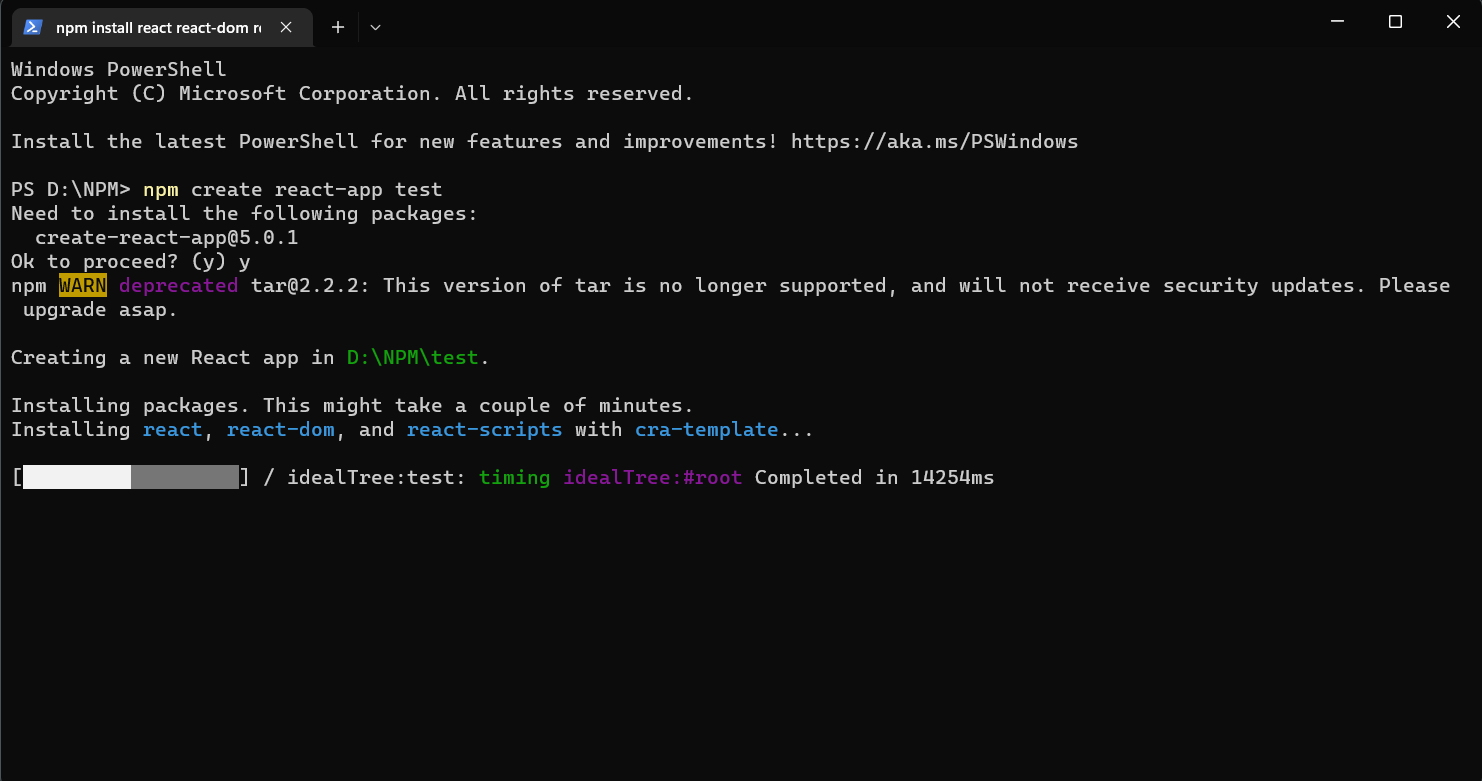 npm install react react-dom re
Windows PowerShell
Copyright (C) Microsoft Corporation. All rights reserved.
Install the latest PowerShell for new features and improvements! https://aka.ms/PSWindows
PS D:\NPM> npm create react-app test
Need to install the following packages:
  create-react-app@5.0.1
Ok to proceed? (y) y
npm WARN deprecated tar@2.2.2: This version of tar is no longer supported, and will not receive security updates. Please
 upgrade asap.
Creating a new React app in D:\NPM\test.
Installing packages. This might take a couple of minutes.
Installing react, react-dom, and react-scripts with cra-template...
[ ] / idealTree:test: timing idealTree:#root Completed in 14254ms